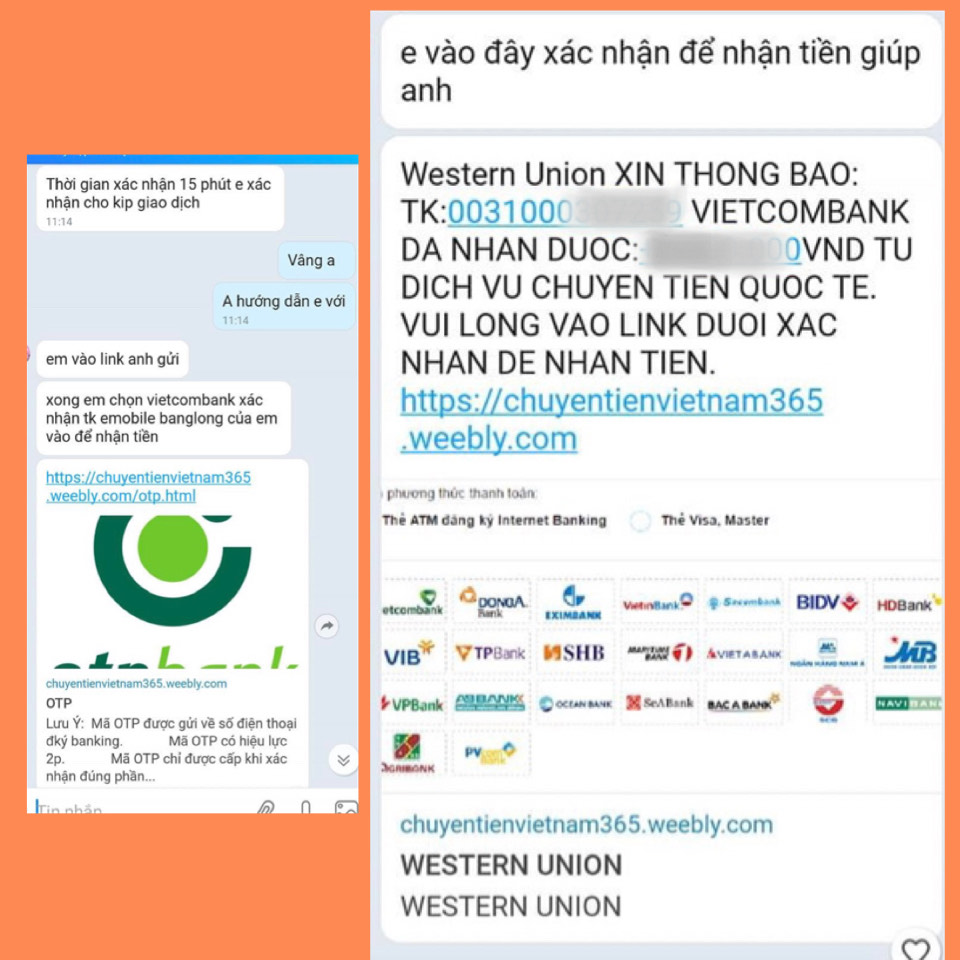 Thời gian xác nhận 15 phút e xác
nhận cho kip giao dịch
11:14
Vâng a
A hướng dẫn e với
11:14
em vào link anh gửi
xong em chọn vietcombank xác
nhận tk emobile banglong của em
vào để nhận tiền
https://chuyentienvietnam365
.weebly.com/otp.html
otpbank
chuyentienvietnam365.weebly.com
OTP
Lưu Ý: Mã OTP được gửi về số điện thoại
đký banking. Mã OTP có hiệu lực
2p. Mã OTP chỉ được cấp khi xác
nhận đúng phần...
Tin nhắn
e vào đây xác nhận để nhận tiền giúp
anh
Western Union XIN THONG BAO:
TK:0031000 9 VIETCOMBANK
DA NHAN DUOC: 0VND TU
DICH VU CHUYEN TIEN QUOC TE.
VUI LONG VAO LINK DUOI XAC
NHAN DE NHAN TIEN.
https://chuyentienvietnam365
.weebly.com
phương thức thanh toán:
Thẻ ATM đăng ký Internet Banking Thẻ Visa, Master
etcombank DONGA Bank EXIMBANK VietinBank Sacombank BIDV HDBank
VIB TPBank SHB MARITIME BANK VIETABANK NGÂN HÀNG NAM Á MB
VPBank ABBANK OCEAN BANK SeABank BAC A BANK SCB NAVIBANK
AGRIBANK PVcomBank
chuyentienvietnam365.weebly.com
WESTERN UNION
WESTERN UNION